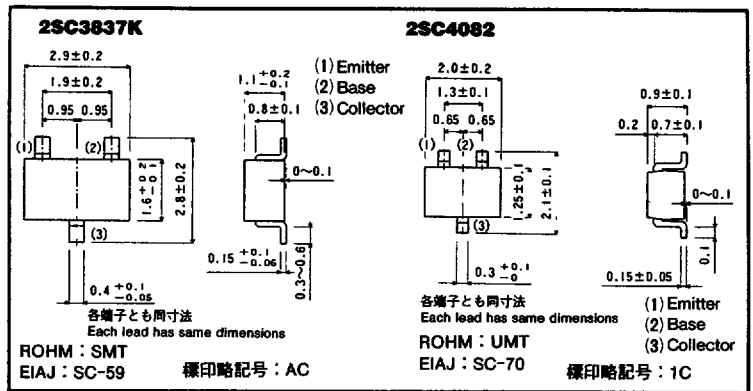 2SC3837K
2.9±0.2
1.9±0.2
0.95 0.95
(1) (2)
(3)
1.6 +0.2 −0.1
2.8±0.2
0.4 +0.1 −0.05
1.1 +0.2 −0.1
0.8±0.1
0~0.1
0.15 +0.1 −0.06
0.3~0.6
(1) Emitter
(2) Base
(3) Collector
各端子とも同寸法
Each lead has same dimensions
ROHM：SMT
EIAJ：SC-59
標印略記号：AC
2SC4082
2.0±0.2
1.3±0.1
0.65 0.65
(1) (2)
(3)
1.25±0.1
2.1±0.1
0.3 +0.1 −0
0.9±0.1
0.2 0.7±0.1
0~0.1
0.1
0.15±0.05
各端子とも同寸法
Each lead has same dimensions
(1) Emitter
(2) Base
(3) Collector
ROHM：UMT
EIAJ：SC-70
標印略記号：1C